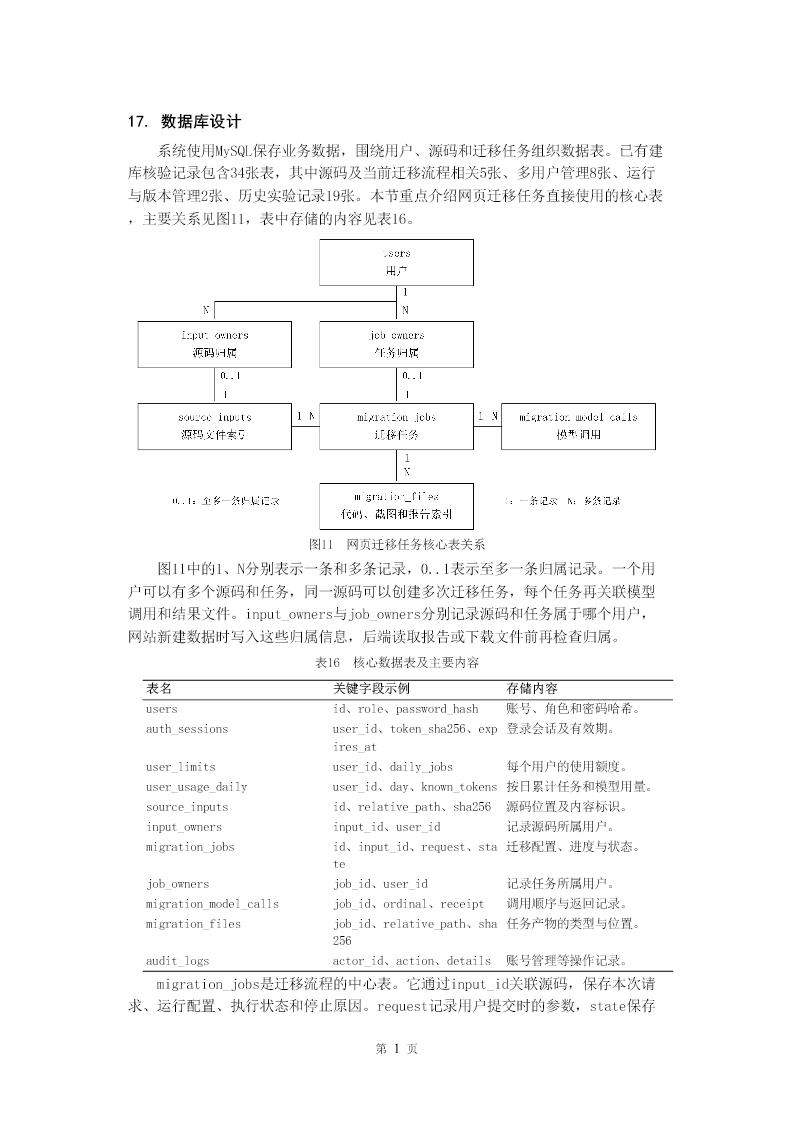 17. 数据库设计
系统使用MySQL保存业务数据，围绕用户、源码和迁移任务组织数据表。已有建
库核验记录包含34张表，其中源码及当前迁移流程相关5张、多用户管理8张、运行
与版本管理2张、历史实验记录19张。本节重点介绍网页迁移任务直接使用的核心表
，主要关系见图11，表中存储的内容见表16。
users
用户
1
N N
input_owners job_owners
源码归属 任务归属
0..1 0..1
1 1
source_inputs 1 N migration_jobs 1 N migration_model_calls
源码文件索引 迁移任务 模型调用
1
N
migration_files
0..1：至多一条归属记录 代码、截图和报告索引 1：一条记录 N：多条记录
图11 网页迁移任务核心表关系
图11中的1、N分别表示一条和多条记录，0..1表示至多一条归属记录。一个用
户可以有多个源码和任务，同一源码可以创建多次迁移任务，每个任务再关联模型
调用和结果文件。input_owners与job_owners分别记录源码和任务属于哪个用户，
网站新建数据时写入这些归属信息，后端读取报告或下载文件前再检查归属。
表16 核心数据表及主要内容
表名 关键字段示例 存储内容
users id、role、password_hash 账号、角色和密码哈希。
auth_sessions user_id、token_sha256、exp 登录会话及有效期。
ires_at
user_limits user_id、daily_jobs 每个用户的使用额度。
user_usage_daily user_id、day、known_tokens 按日累计任务和模型用量。
source_inputs id、relative_path、sha256 源码位置及内容标识。
input_owners input_id、user_id 记录源码所属用户。
migration_jobs id、input_id、request、sta 迁移配置、进度与状态。
te
job_owners job_id、user_id 记录任务所属用户。
migration_model_calls job_id、ordinal、receipt 调用顺序与返回记录。
migration_files job_id、relative_path、sha 任务产物的类型与位置。
256
audit_logs actor_id、action、details 账号管理等操作记录。
migration_jobs是迁移流程的中心表。它通过input_id关联源码，保存本次请
求、运行配置、执行状态和停止原因。request记录用户提交时的参数，state保存
第 1 页